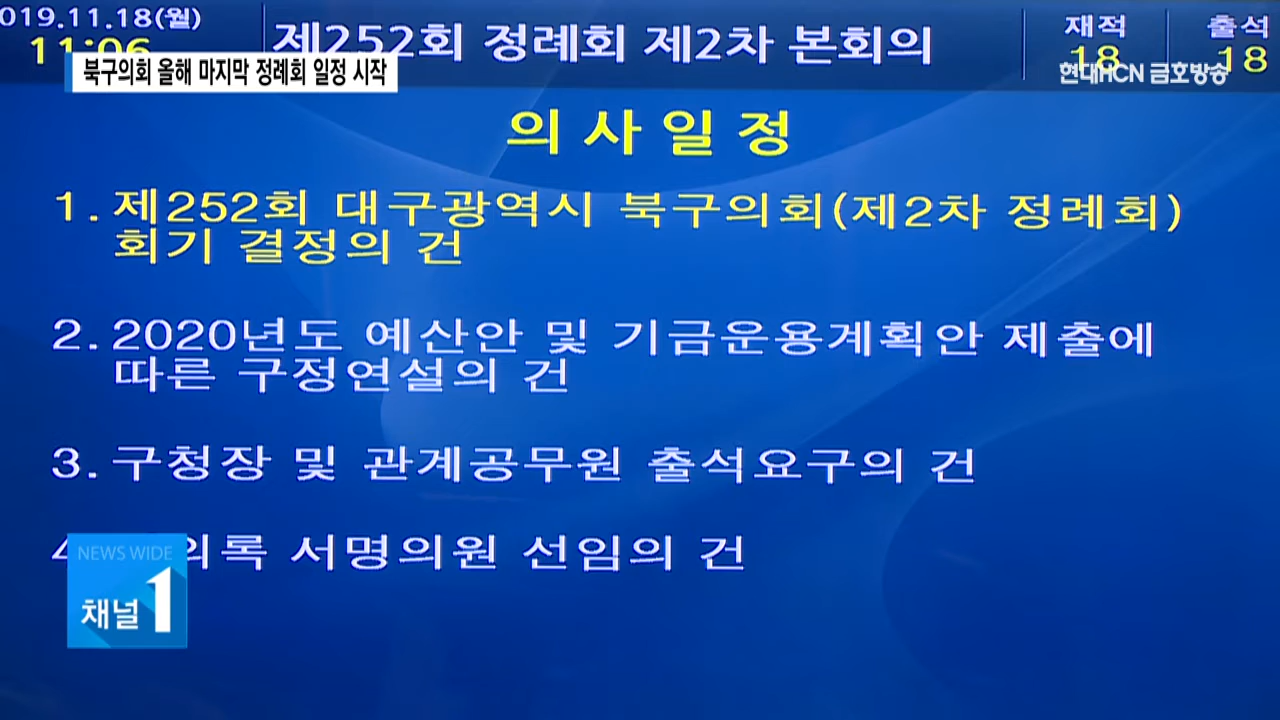 019.11.18(월)
11:06
제252회 정례회 제2차 본회의
재적
18
출석
18
북구의회 올해 마지막 정례회 일정 시작
현대HCN 금호방송
의사일정
1. 제252회 대구광역시 북구의회(제2차 정례회)
회기 결정의 건
2. 2020년도 예산안 및 기금운용계획안 제출에
따른 구정연설의 건
3. 구청장 및 관계공무원 출석요구의 건
4 의록 서명의원 선임의 건
NEWS WIDE
채널 1